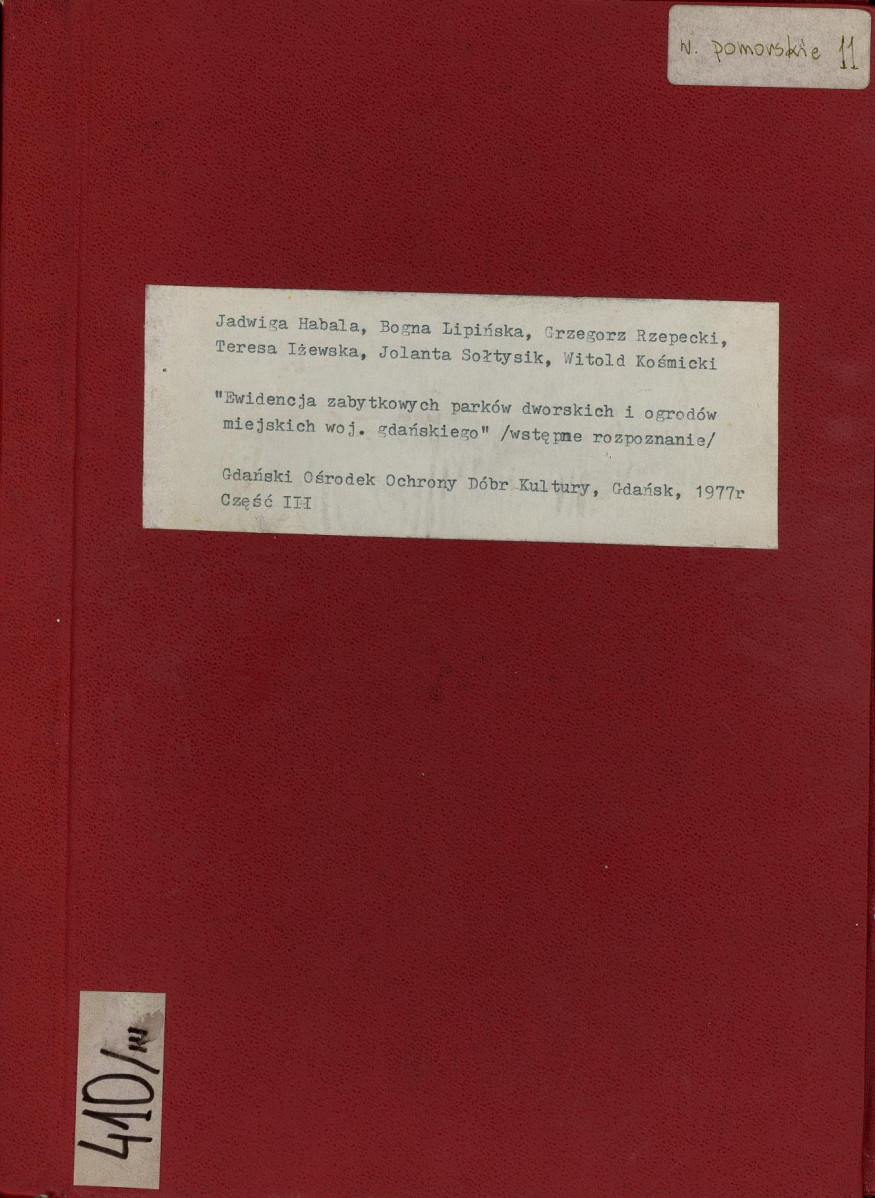 w. pomorskie 11
Jadwiga Habala, Bogna Lipińska, Grzegorz Rzepecki,
Teresa Iżewska, Jolanta Sołtysik, Witold Kośmicki
"Ewidencja zabytkowych parków dworskich i ogrodów
miejskich woj. gdańskiego" /wstępne rozpoznanie/
Gdański Ośrodek Ochrony Dóbr Kultury, Gdańsk, 1977r
Część III
410/III